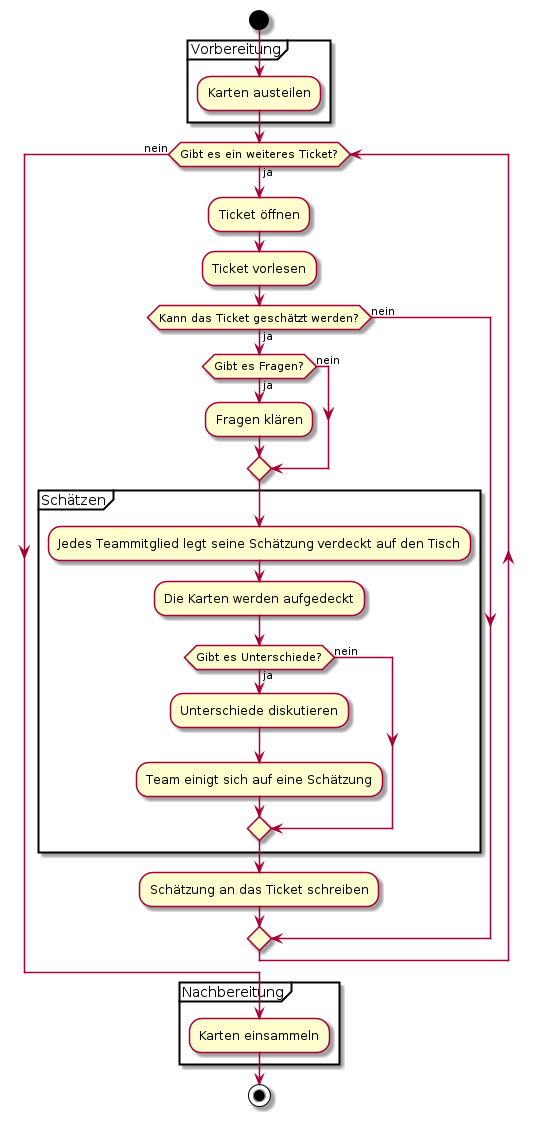 Vorbereitung
Karten austeilen
nein
Gibt es ein weiteres Ticket?
ja
Ticket öffnen
Ticket vorlesen
Kann das Ticket geschätzt werden?
nein
ja
Gibt es Fragen?
nein
ja
Fragen klären
Schätzen
Jedes Teammitglied legt seine Schätzung verdeckt auf den Tisch
Die Karten werden aufgedeckt
Gibt es Unterschiede?
nein
ja
Unterschiede diskutieren
Team einigt sich auf eine Schätzung
Schätzung an das Ticket schreiben
Nachbereitung
Karten einsammeln